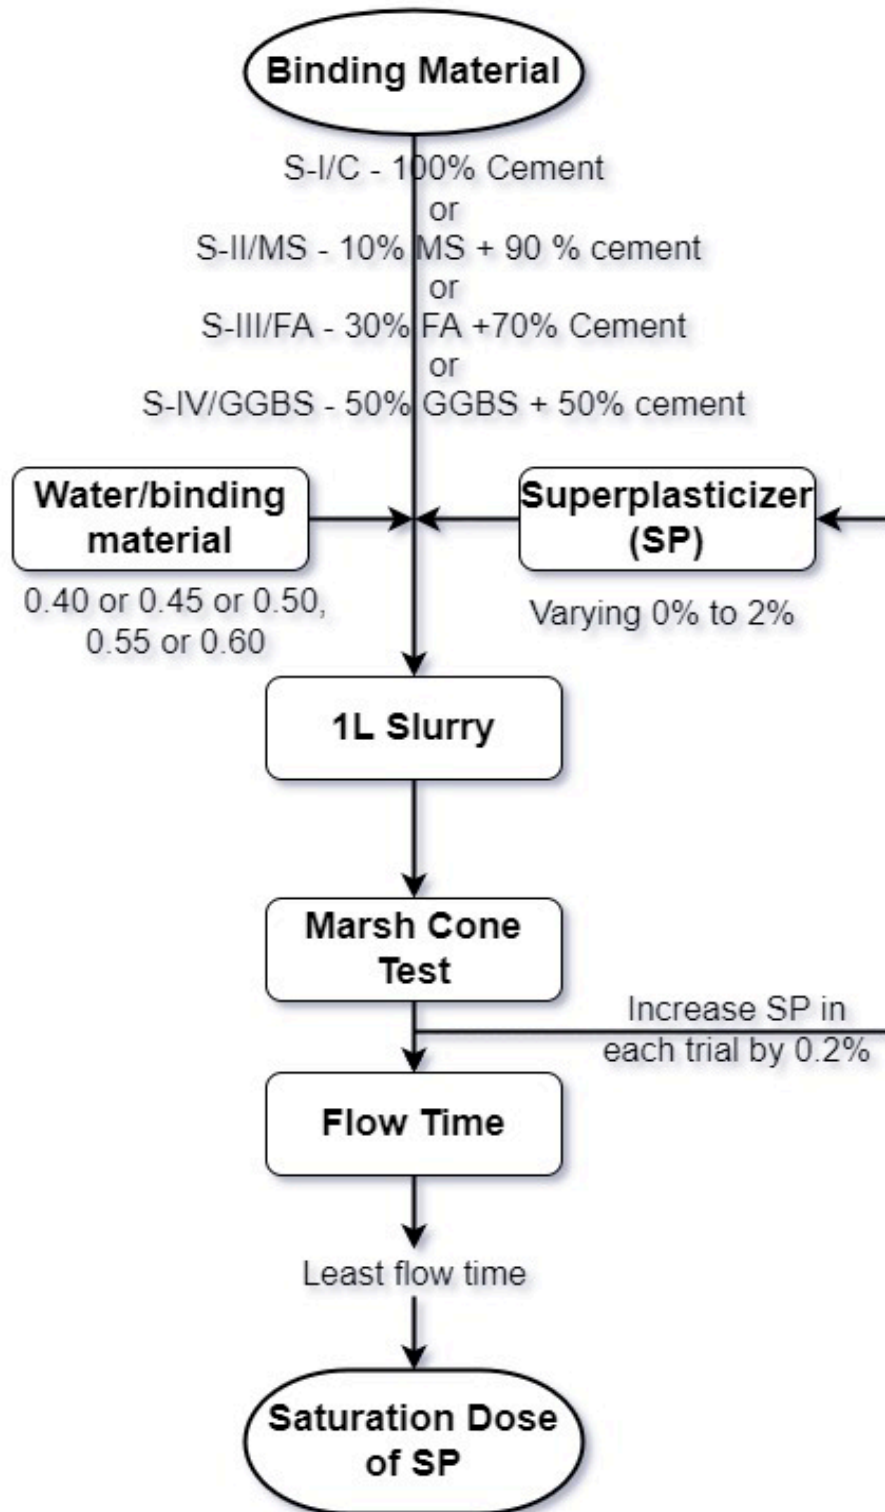 Binding Material
S-I/C - 100% Cement
or
S-II/MS - 10% MS + 90 % cement
or
S-III/FA - 30% FA +70% Cement
or
S-IV/GGBS - 50% GGBS + 50% cement
Water/binding
material
0.40 or 0.45 or 0.50,
0.55 or 0.60
Superplasticizer
(SP)
Varying 0% to 2%
1L Slurry
Marsh Cone
Test
Increase SP in
each trial by 0.2%
Flow Time
Least flow time
Saturation Dose
of SP